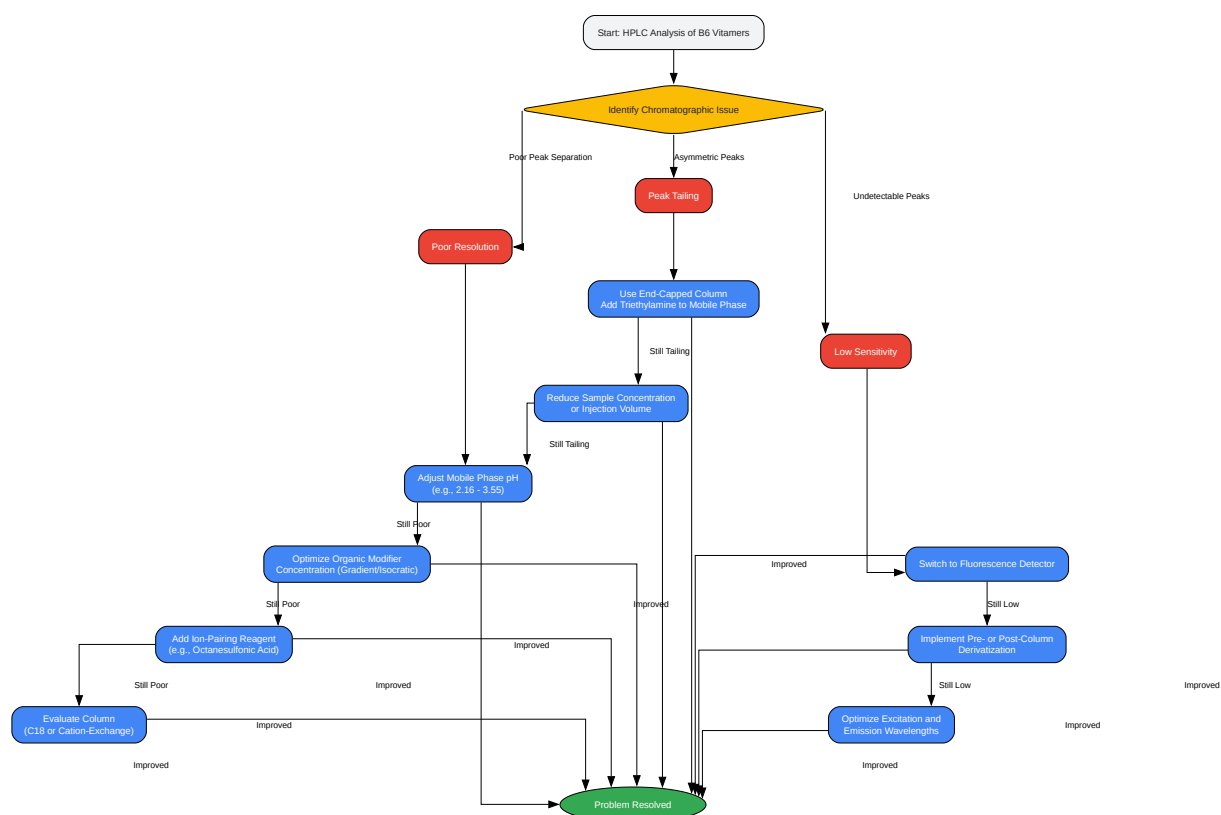 Start: HPLC Analysis of B6 Vitamers
Identify Chromatographic Issue
Poor Peak Separation
Asymmetric Peaks
Peak Tailing
Undetectable Peaks
Poor Resolution
Use End-Capped Column
Add Triethylamine to Mobile Phase
Still Tailing
Low Sensitivity
Reduce Sample Concentration
or Injection Volume
Still Tailing
Adjust Mobile Phase pH
(e.g., 2.16 - 3.55)
Still Poor
Optimize Organic Modifier
Concentration (Gradient/Isocratic)
Improved
Switch to Fluorescence Detector
Still Poor
Improved
Still Low
Add Ion-Pairing Reagent
(e.g., Octanesulfonic Acid)
Improved
Implement Pre- or Post-Column
Derivatization
Still Poor
Improved
Still Low
Improved
Evaluate Column
(C18 or Cation-Exchange)
Improved
Optimize Excitation and
Emission Wavelengths
Improved
Improved
Improved
Problem Resolved